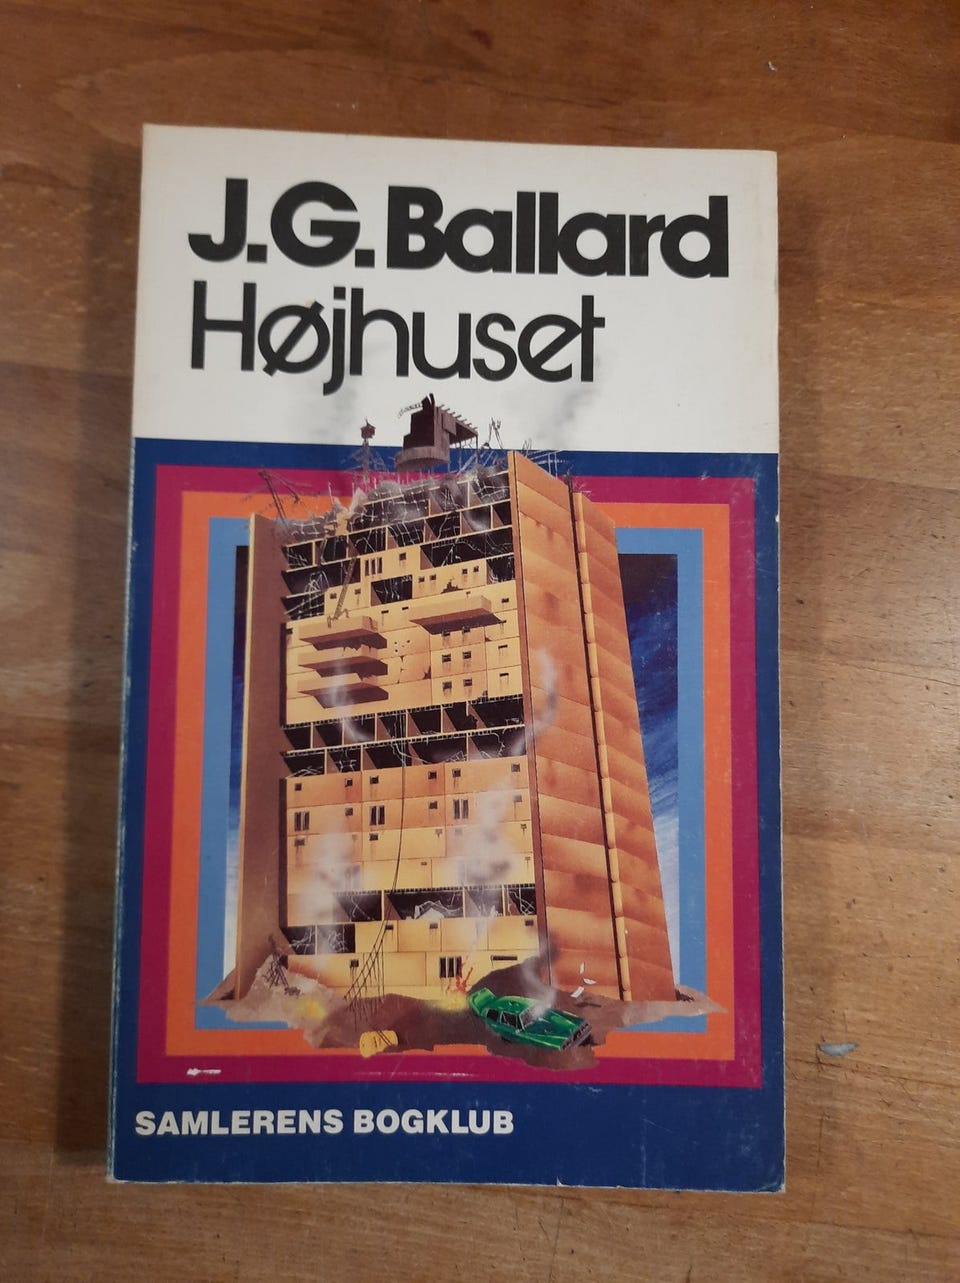 J.G. Ballard
Højhuset
SAMLERENS BOGKLUB